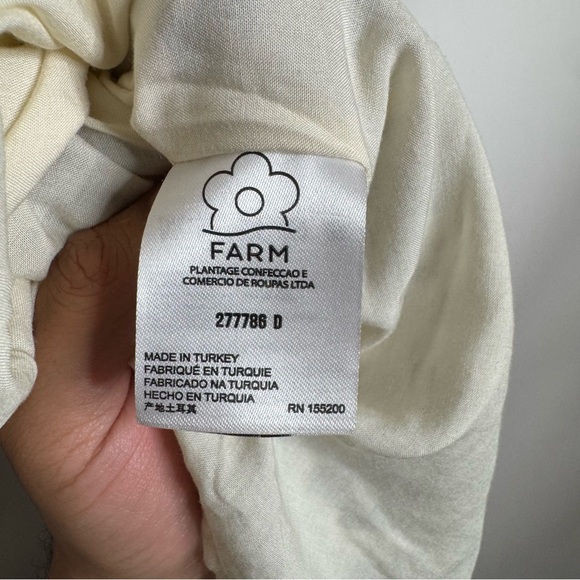 FARM
PLANTAGE CONFECCAO E
COMERCIO DE ROUPAS LTDA
277786 D
MADE IN TURKEY
FABRIQUÉ EN TURQUIE
FABRICADO NA TURQUIA
HECHO EN TURQUIA
产地土耳其
RN 155200